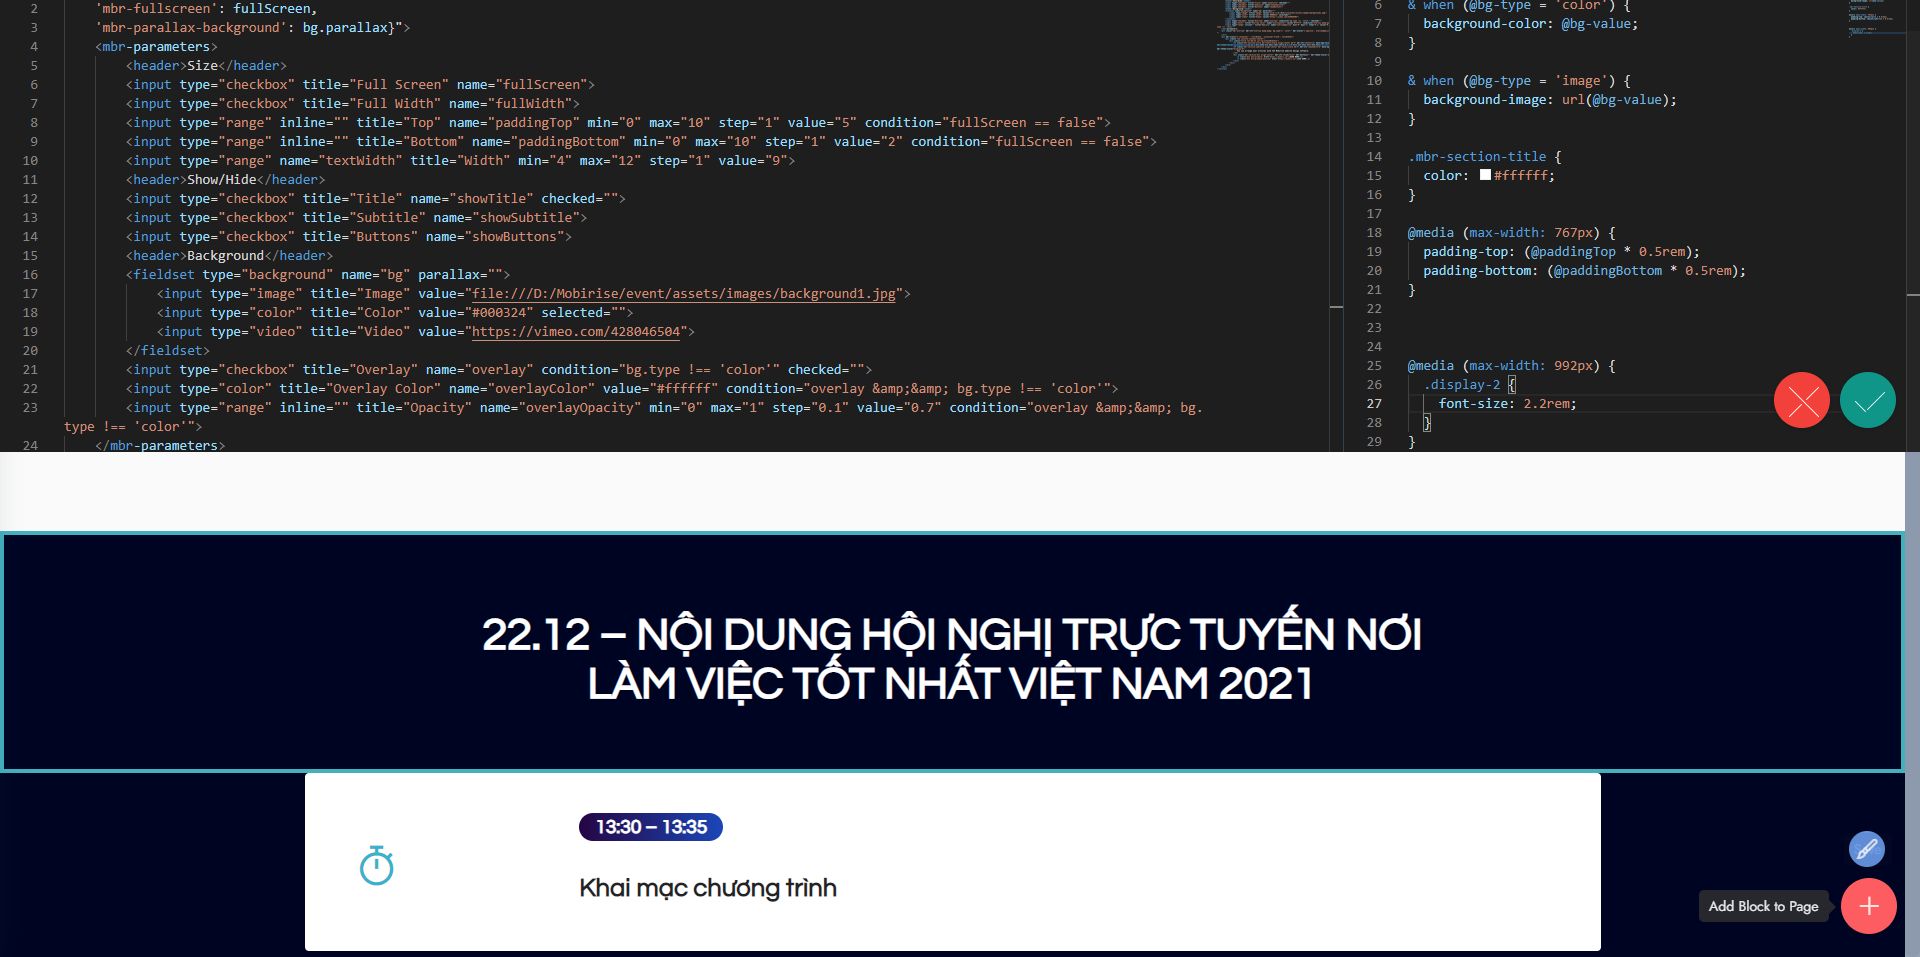 2 'mbr-fullscreen': fullScreen,
3 'mbr-parallax-background': bg.parallax}">
4 <mbr-parameters>
5 <header>Size</header>
6 <input type="checkbox" title="Full Screen" name="fullScreen">
7 <input type="checkbox" title="Full Width" name="fullWidth">
8 <input type="range" inline="" title="Top" name="paddingTop" min="0" max="10" step="1" value="5" condition="fullScreen == false">
9 <input type="range" inline="" title="Bottom" name="paddingBottom" min="0" max="10" step="1" value="2" condition="fullScreen == false">
10 <input type="range" name="textWidth" title="Width" min="4" max="12" step="1" value="9">
11 <header>Show/Hide</header>
12 <input type="checkbox" title="Title" name="showTitle" checked="">
13 <input type="checkbox" title="Subtitle" name="showSubtitle">
14 <input type="checkbox" title="Buttons" name="showButtons">
15 <header>Background</header>
16 <fieldset type="background" name="bg" parallax="">
17 <input type="image" title="Image" value="file:///D:/Mobirise/event/assets/images/background1.jpg">
18 <input type="color" title="Color" value="#000324" selected="">
19 <input type="video" title="Video" value="https://vimeo.com/428046504">
20 </fieldset>
21 <input type="checkbox" title="Overlay" name="overlay" condition="bg.type !== 'color'" checked="">
22 <input type="color" title="Overlay Color" name="overlayColor" value="#ffffff" condition="overlay &amp;&amp; bg.type !== 'color'">
23 <input type="range" inline="" title="Opacity" name="overlayOpacity" min="0" max="1" step="0.1" value="0.7" condition="overlay &amp;&amp; bg.
type !== 'color'">
24 </mbr-parameters>
6 & when (@bg-type = 'color') {
7 background-color: @bg-value;
8 }
9
10 & when (@bg-type = 'image') {
11 background-image: url(@bg-value);
12 }
13
14 .mbr-section-title {
15 color: #ffffff;
16 }
17
18 @media (max-width: 767px) {
19 padding-top: (@paddingTop * 0.5rem);
20 padding-bottom: (@paddingBottom * 0.5rem);
21 }
22
23
24
25 @media (max-width: 992px) {
26 .display-2 {
27 font-size: 2.2rem;
28 }
29 }
22.12 – NỘI DUNG HỘI NGHỊ TRỰC TUYẾN NƠI
LÀM VIỆC TỐT NHẤT VIỆT NAM 2021
13:30 – 13:35
Khai mạc chương trình
Add Block to Page